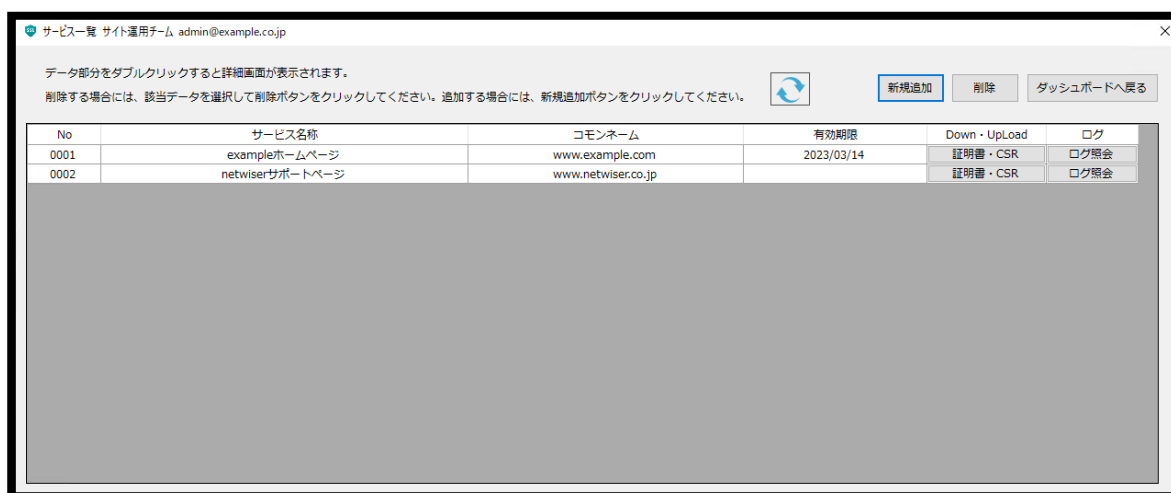 サービス一覧 サイト運用チーム admin@example.co.jp
データ部分をダブルクリックすると詳細画面が表示されます。
削除する場合には、該当データを選択して削除ボタンをクリックしてください。追加する場合には、新規追加ボタンをクリックしてください。
新規追加 削除 ダッシュボードへ戻る
No サービス名称 コモンネーム 有効期限 Down・UpLoad ログ
0001 exampleホームページ www.example.com 2023/03/14 証明書・CSR ログ照会
0002 netwiserサポートページ www.netwiser.co.jp 証明書・CSR ログ照会